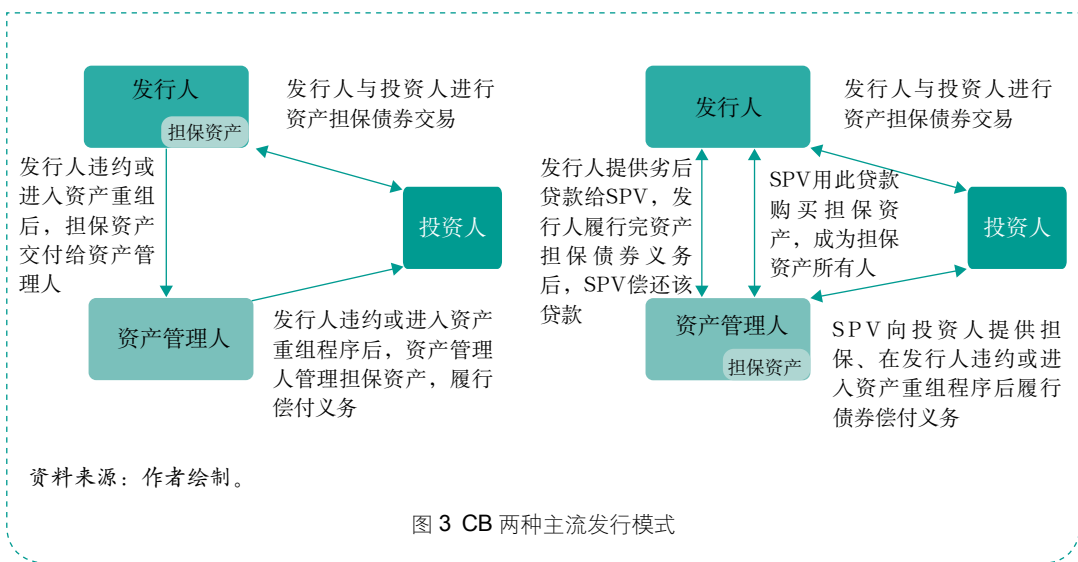 发行人
担保资产
发行人与投资人进行
资产担保债券交易
发行人违约或
进入资产重组
后，担保资产
交付给资产管
理人
投资人
资产管理人
发行人违约或进入资产
重组程序后，资产管理
人管理担保资产，履行
偿付义务
发行人
发行人与投资人进行
资产担保债券交易
发行人提供劣后
贷款给SPV，发
行人履行完资产
担保债券义务
后，SPV偿还该
贷款
SPV用此贷款
购买担保资
产，成为担保
资产所有人
投资人
资产管理人
担保资产
SPV向投资人提供担
保、在发行人违约或进
入资产重组程序后履行
债券偿付义务
资料来源：作者绘制。
图 3 CB 两种主流发行模式